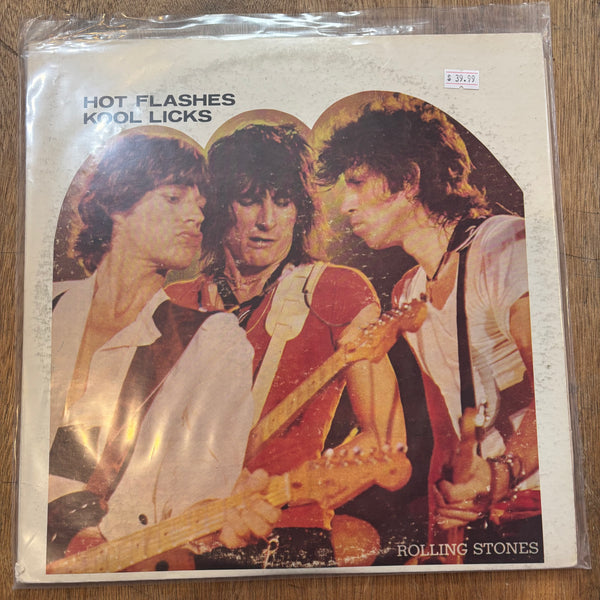 HOT FLASHES
KOOL LICKS
$ 39.99
ROLLING STONES